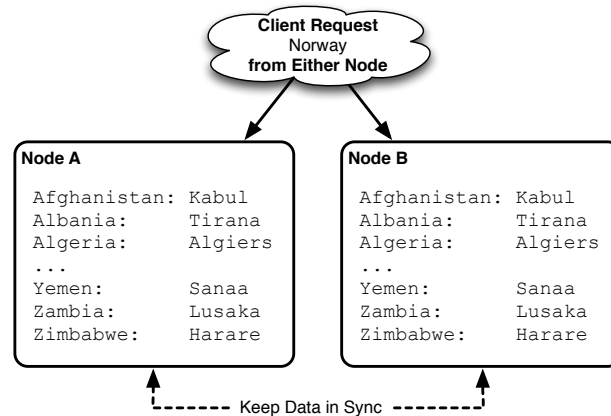 Client Request
Norway
from Either Node
Node A
Afghanistan: Kabul
Albania: Tirana
Algeria: Algiers
...
Yemen: Sanaa
Zambia: Lusaka
Zimbabwe: Harare
Node B
Afghanistan: Kabul
Albania: Tirana
Algeria: Algiers
...
Yemen: Sanaa
Zambia: Lusaka
Zimbabwe: Harare
Keep Data in Sync